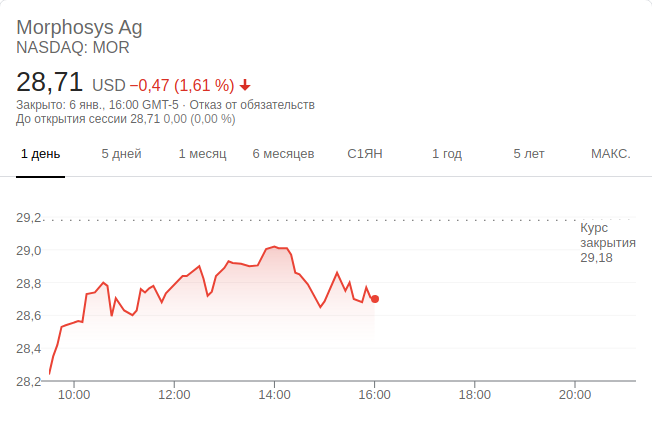 Morphosys Ag
NASDAQ: MOR
28,71 USD −0,47 (1,61 %)
Закрыто: 6 янв., 16:00 GMT-5 · Отказ от обязательств
До открытия сессии 28,71 0,00 (0,00 %)
1 день 5 дней 1 месяц 6 месяцев С1ЯН 1 год 5 лет МАКС.
29,2
Курс
закрытия
29,18
29,0
28,8
28,6
28,4
28,2
10:00 12:00 14:00 16:00 18:00 20:00